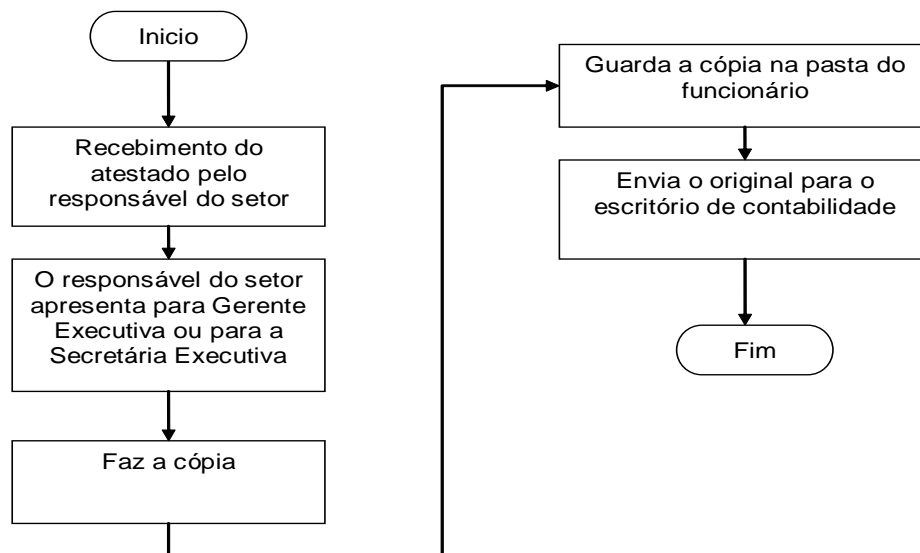 Inicio
Recebimento do
atestado pelo
responsável do setor
O responsável do setor
apresenta para Gerente
Executiva ou para a
Secretária Executiva
Faz a cópia
Guarda a cópia na pasta do
funcionário
Envia o original para o
escritório de contabilidade
Fim